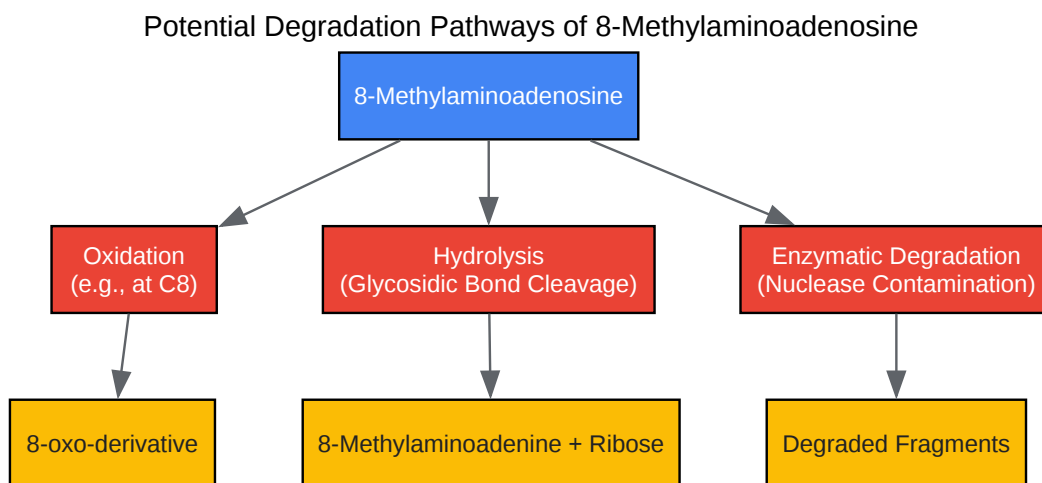 Potential Degradation Pathways of 8-Methylaminoadenosine
8-Methylaminoadenosine
Oxidation
(e.g., at C8)
Hydrolysis
(Glycosidic Bond Cleavage)
Enzymatic Degradation
(Nuclease Contamination)
8-oxo-derivative
8-Methylaminoadenine + Ribose
Degraded Fragments